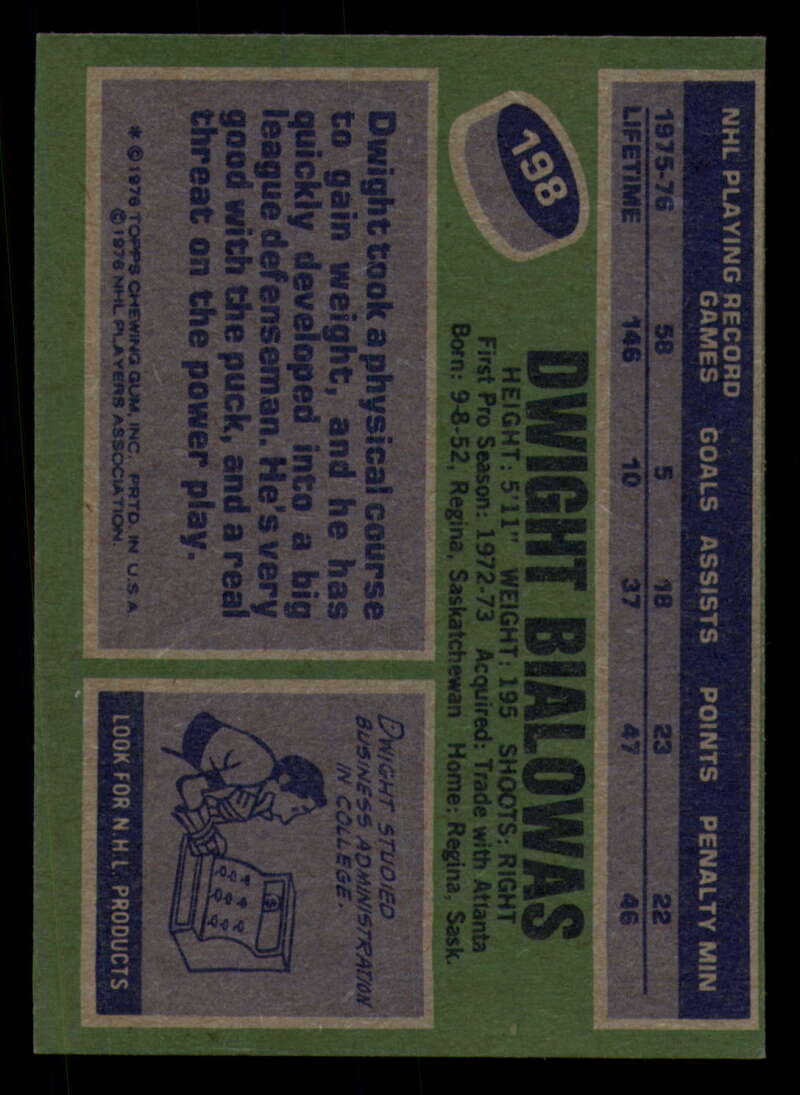 NHL PLAYING RECORD
GAMES GOALS ASSISTS POINTS PENALTY MIN
1975-76 58 5 18 23 22
LIFETIME 146 10 37 47 46
198
DWIGHT BIALOWAS
HEIGHT: 5'11" WEIGHT: 195 SHOOTS: RIGHT
First Pro Season: 1972-73 Acquired: Trade with Atlanta
Born: 9-8-52, Regina, Saskatchewan Home: Regina, Sask.
Dwight took a physical course
to gain weight, and he has
quickly developed into a big
league defenseman. He's very
good with the puck, and a real
threat on the power play.
* © 1976 TOPPS CHEWING GUM, INC. PRTD. IN U.S.A.
© 1976 NHL PLAYERS ASSOCIATION.
DWIGHT STUDIED
BUSINESS ADMINISTRATION
IN COLLEGE.
$
LOOK FOR N.H.L. PRODUCTS